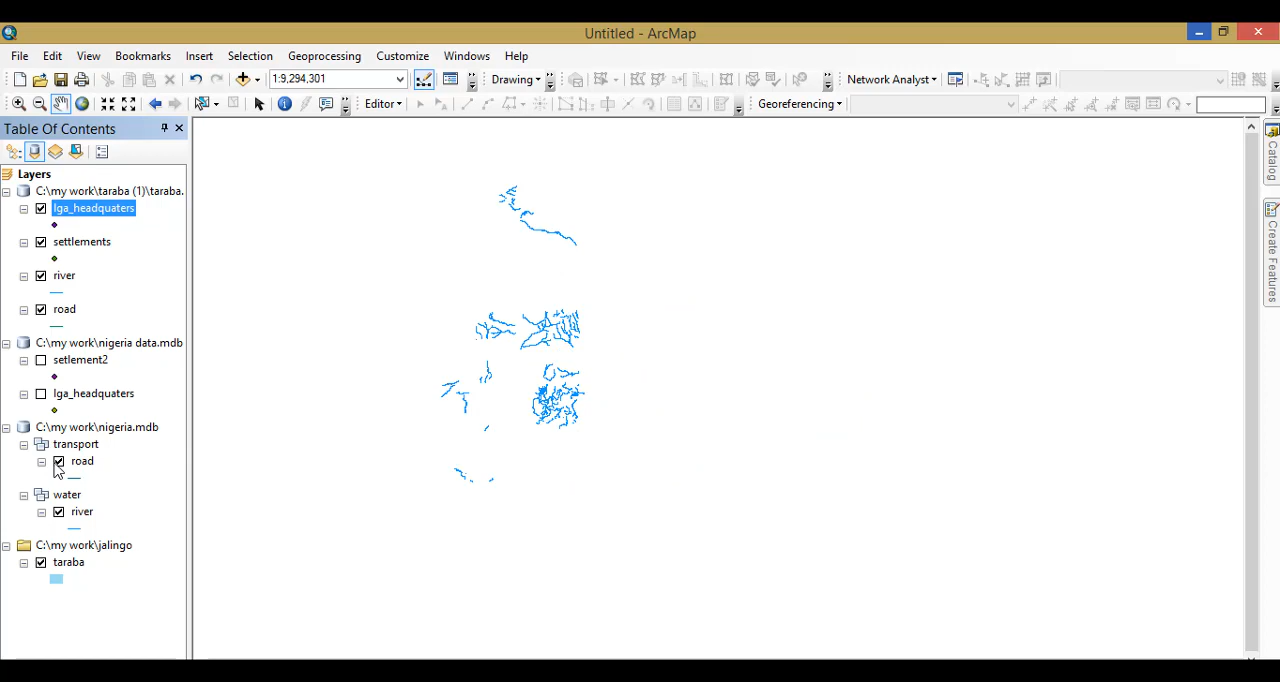 Untitled - ArcMap
File Edit View Bookmarks Insert Selection Geoprocessing Customize Windows Help
1:9,294,301 Drawing Network Analyst
Editor Georeferencing
Table Of Contents
Layers
C:\my work\taraba (1)\taraba.
lga_headquaters
settlements
river
road
C:\my work\nigeria data.mdb
setlement2
lga_headquaters
C:\my work\nigeria.mdb
transport
road
water
river
C:\my work\jalingo
taraba
Catalog
Create Features